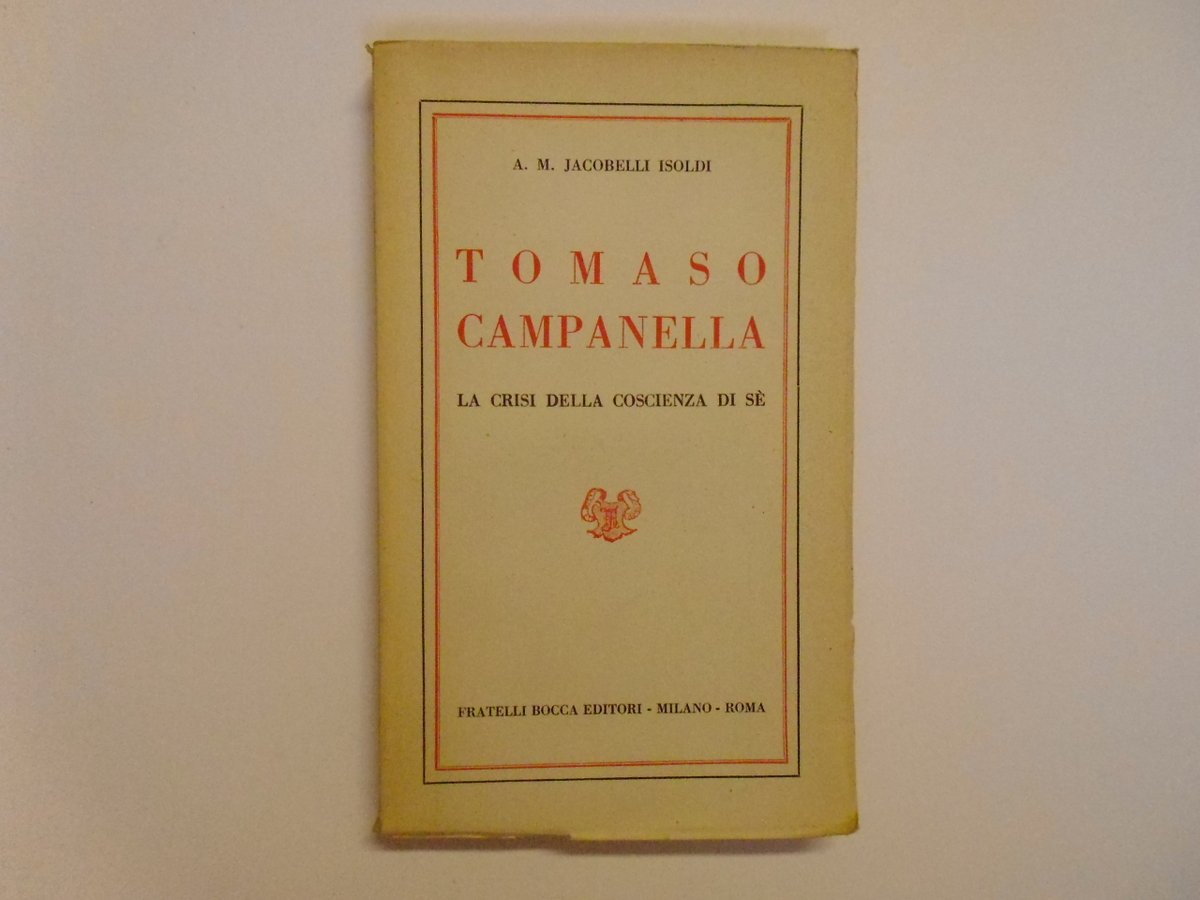 A. M. JACOBELLI ISOLDI
TOMASO
CAMPANELLA
LA CRISI DELLA COSCIENZA DI SÈ
FRATELLI BOCCA EDITORI - MILANO - ROMA